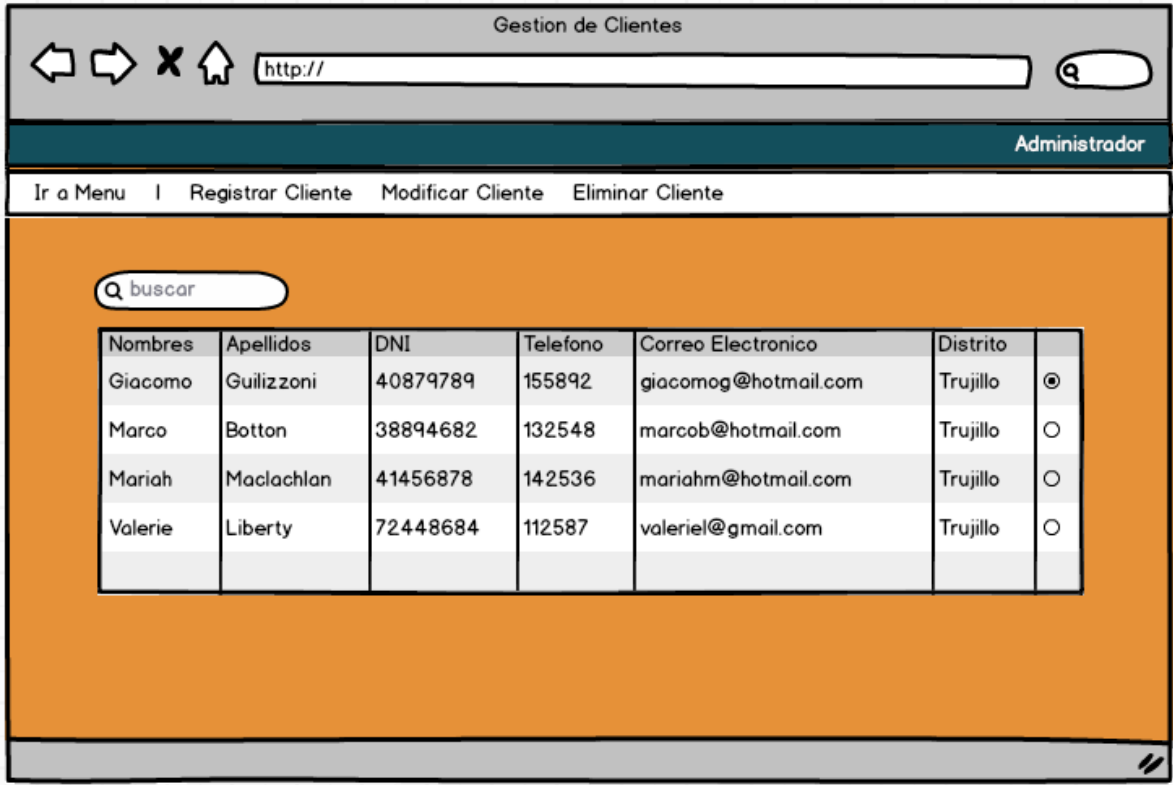 Gestion de Clientes
http://
Administrador
Ir a Menu | Registrar Cliente Modificar Cliente Eliminar Cliente
buscar
Nombres Apellidos DNI Telefono Correo Electronico Distrito
Giacomo Guilizzoni 40879789 155892 giacomog@hotmail.com Trujillo
Marco Botton 38894682 132548 marcob@hotmail.com Trujillo
Mariah Maclachlan 41456878 142536 mariahm@hotmail.com Trujillo
Valerie Liberty 72448684 112587 valeriel@gmail.com Trujillo